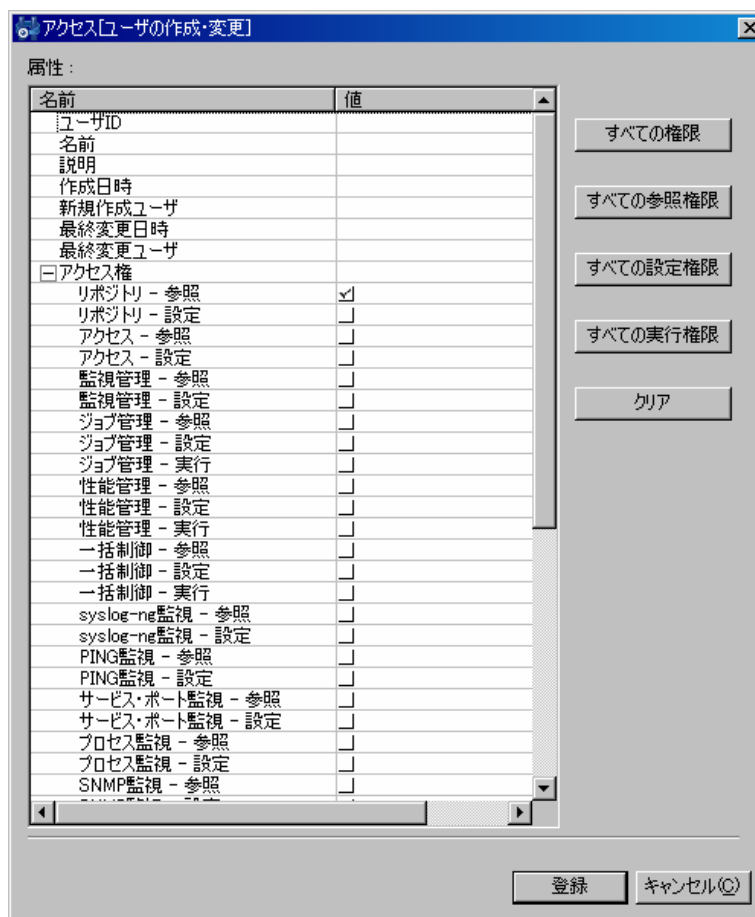 アクセス[ユーザの作成・変更]
属性：
名前 値
ユーザID
名前
説明
作成日時
新規作成ユーザ
最終変更日時
最終変更ユーザ
アクセス権
リポジトリ - 参照
リポジトリ - 設定
アクセス - 参照
アクセス - 設定
監視管理 - 参照
監視管理 - 設定
ジョブ管理 - 参照
ジョブ管理 - 設定
ジョブ管理 - 実行
性能管理 - 参照
性能管理 - 設定
性能管理 - 実行
一括制御 - 参照
一括制御 - 設定
一括制御 - 実行
syslog-ng監視 - 参照
syslog-ng監視 - 設定
PING監視 - 参照
PING監視 - 設定
サービス・ポート監視 - 参照
サービス・ポート監視 - 設定
プロセス監視 - 参照
プロセス監視 - 設定
SNMP監視 - 参照
すべての権限
すべての参照権限
すべての設定権限
すべての実行権限
クリア
登録
キャンセル(C)